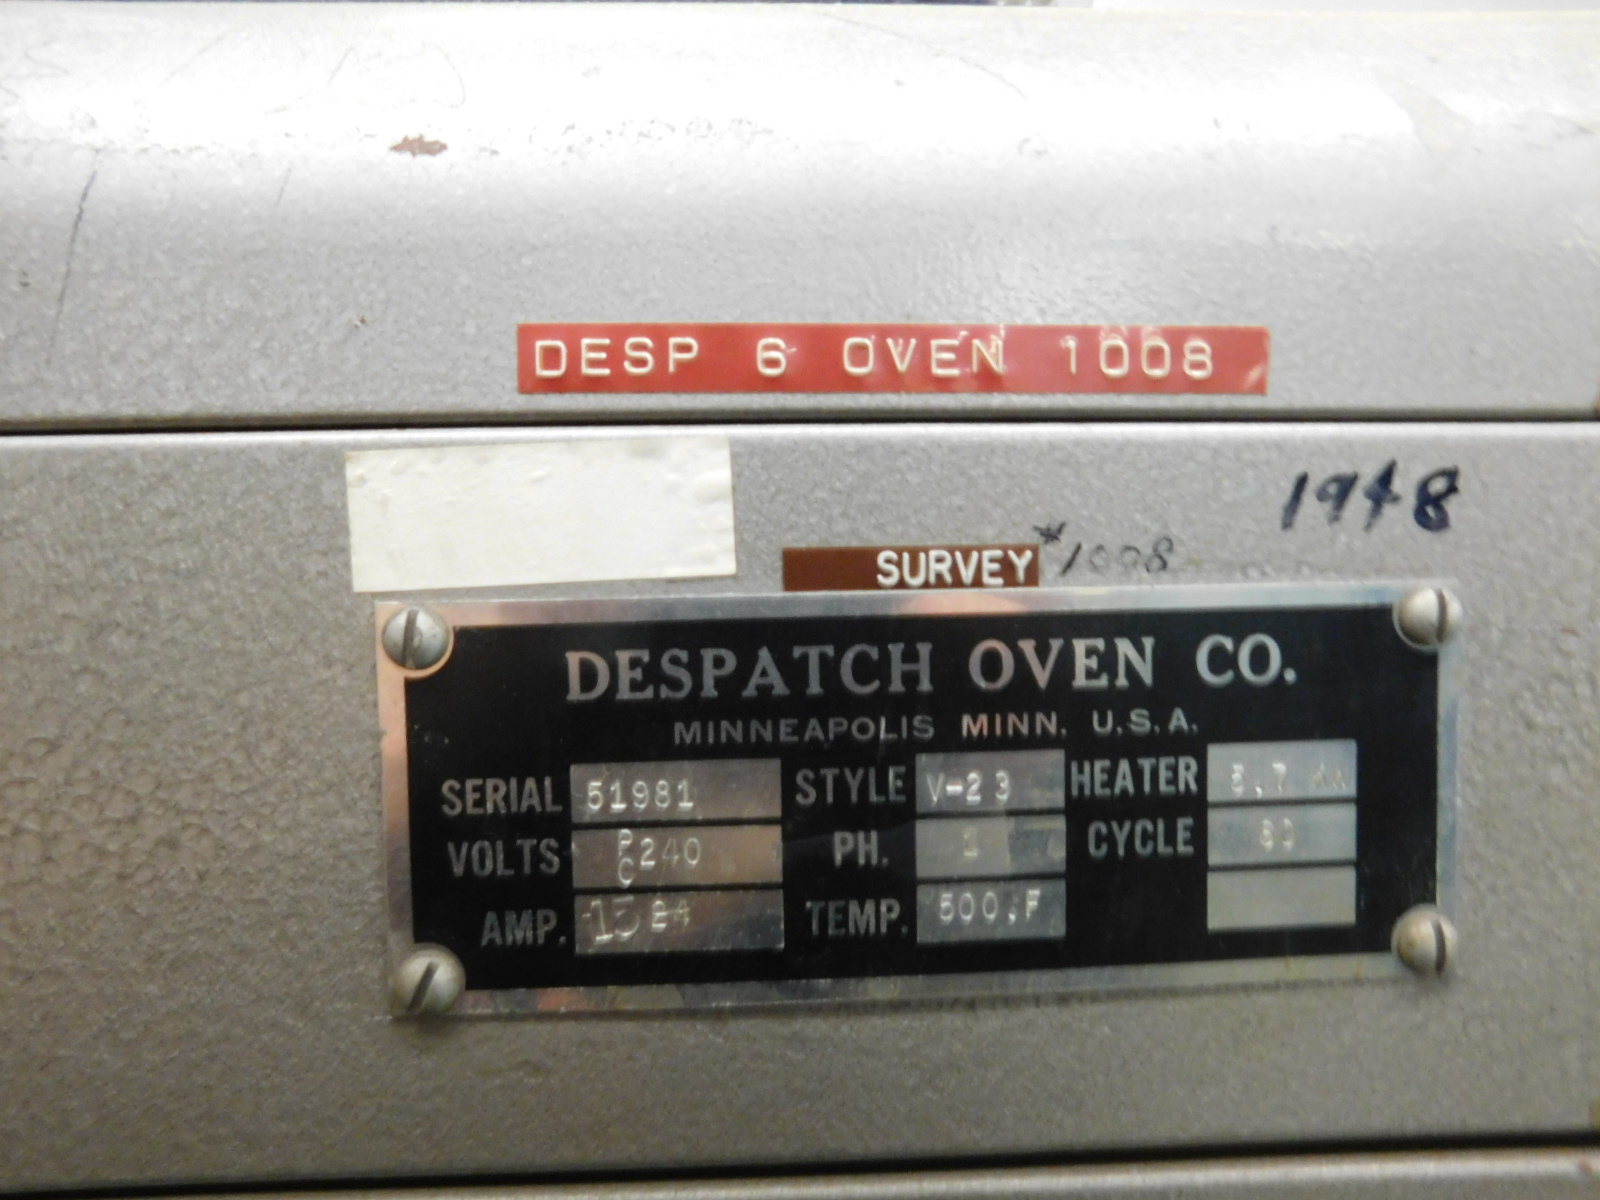 DESP 6 OVEN 1008
1948
SURVEY #1008
DESPATCH OVEN CO.
MINNEAPOLIS MINN. U.S.A.
SERIAL 51981 STYLE V-23 HEATER
VOLTS 240 PH. 1 CYCLE
AMP. 24 TEMP. 500.F